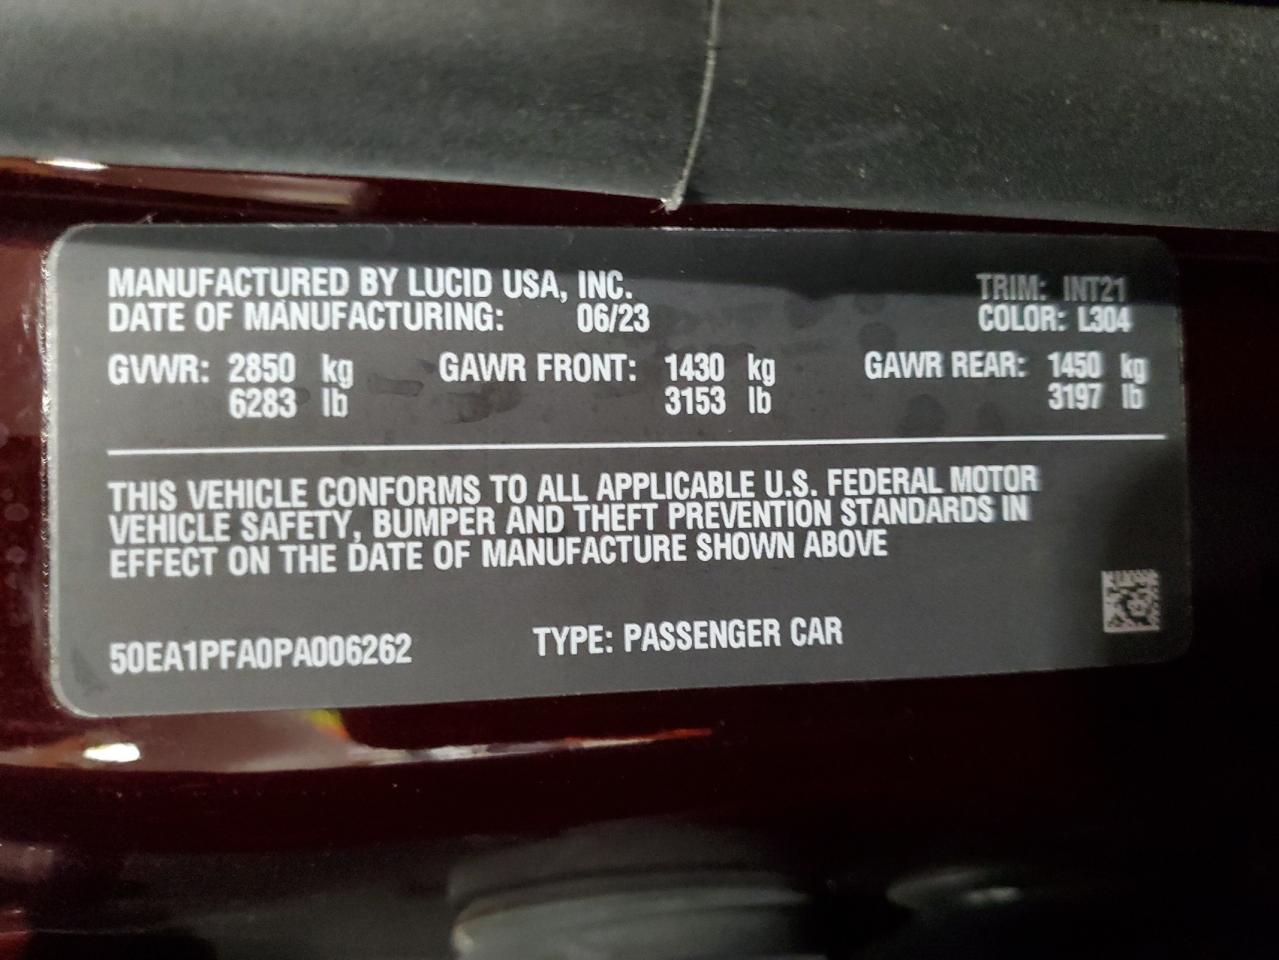 MANUFACTURED BY LUCID USA, INC. TRIM: INT21
DATE OF MANUFACTURING: 06/23 COLOR: L304
GVWR: 2850 kg GAWR FRONT: 1430 kg GAWR REAR: 1450 kg
6283 lb 3153 lb 3197 lb
THIS VEHICLE CONFORMS TO ALL APPLICABLE U.S. FEDERAL MOTOR
VEHICLE SAFETY, BUMPER AND THEFT PREVENTION STANDARDS IN
EFFECT ON THE DATE OF MANUFACTURE SHOWN ABOVE
50EA1PFA0PA006262 TYPE: PASSENGER CAR